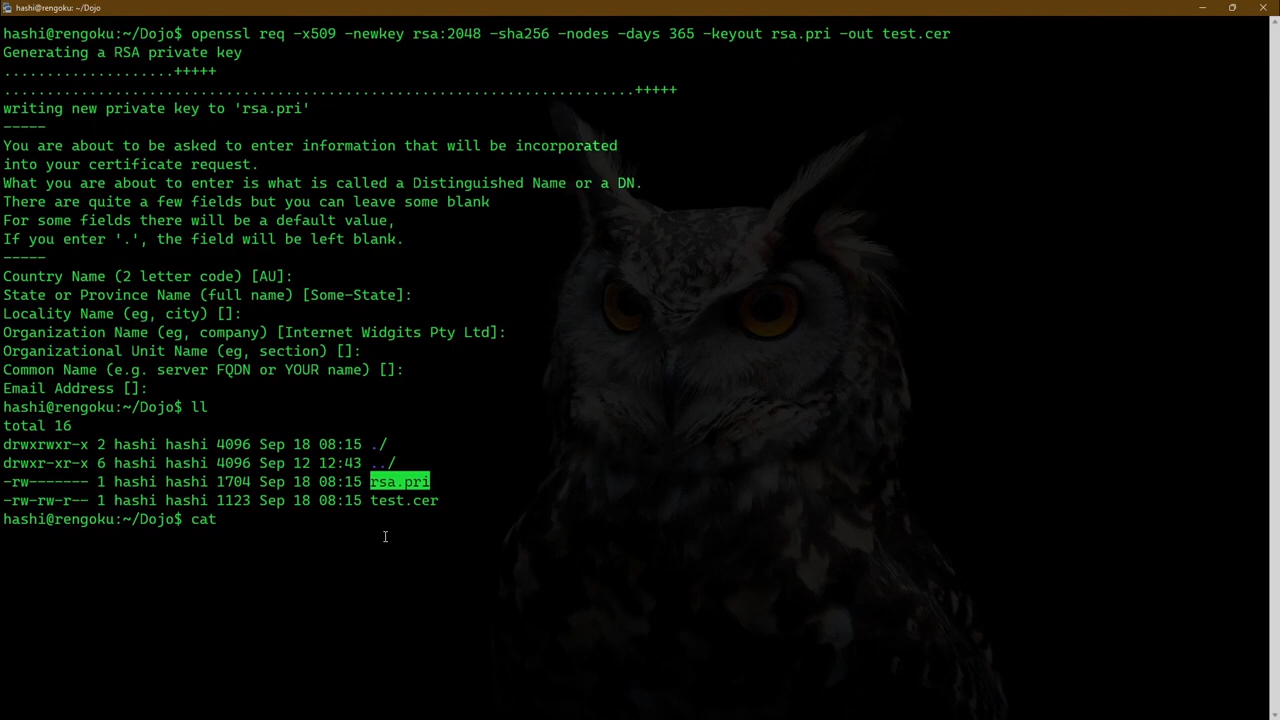 hashi@rengoku: ~/Dojo
hashi@rengoku:~/Dojo$ openssl req -x509 -newkey rsa:2048 -sha256 -nodes -days 365 -keyout rsa.pri -out test.cer
Generating a RSA private key
....................+++++
..........................................................................+++++
writing new private key to 'rsa.pri'
-----
You are about to be asked to enter information that will be incorporated
into your certificate request.
What you are about to enter is what is called a Distinguished Name or a DN.
There are quite a few fields but you can leave some blank
For some fields there will be a default value,
If you enter '.', the field will be left blank.
-----
Country Name (2 letter code) [AU]:
State or Province Name (full name) [Some-State]:
Locality Name (eg, city) []:
Organization Name (eg, company) [Internet Widgits Pty Ltd]:
Organizational Unit Name (eg, section) []:
Common Name (e.g. server FQDN or YOUR name) []:
Email Address []:
hashi@rengoku:~/Dojo$ ll
total 16
drwxrwxr-x 2 hashi hashi 4096 Sep 18 08:15 ./
drwxr-xr-x 6 hashi hashi 4096 Sep 12 12:43 ../
-rw------- 1 hashi hashi 1704 Sep 18 08:15 rsa.pri
-rw-rw-r-- 1 hashi hashi 1123 Sep 18 08:15 test.cer
hashi@rengoku:~/Dojo$ cat